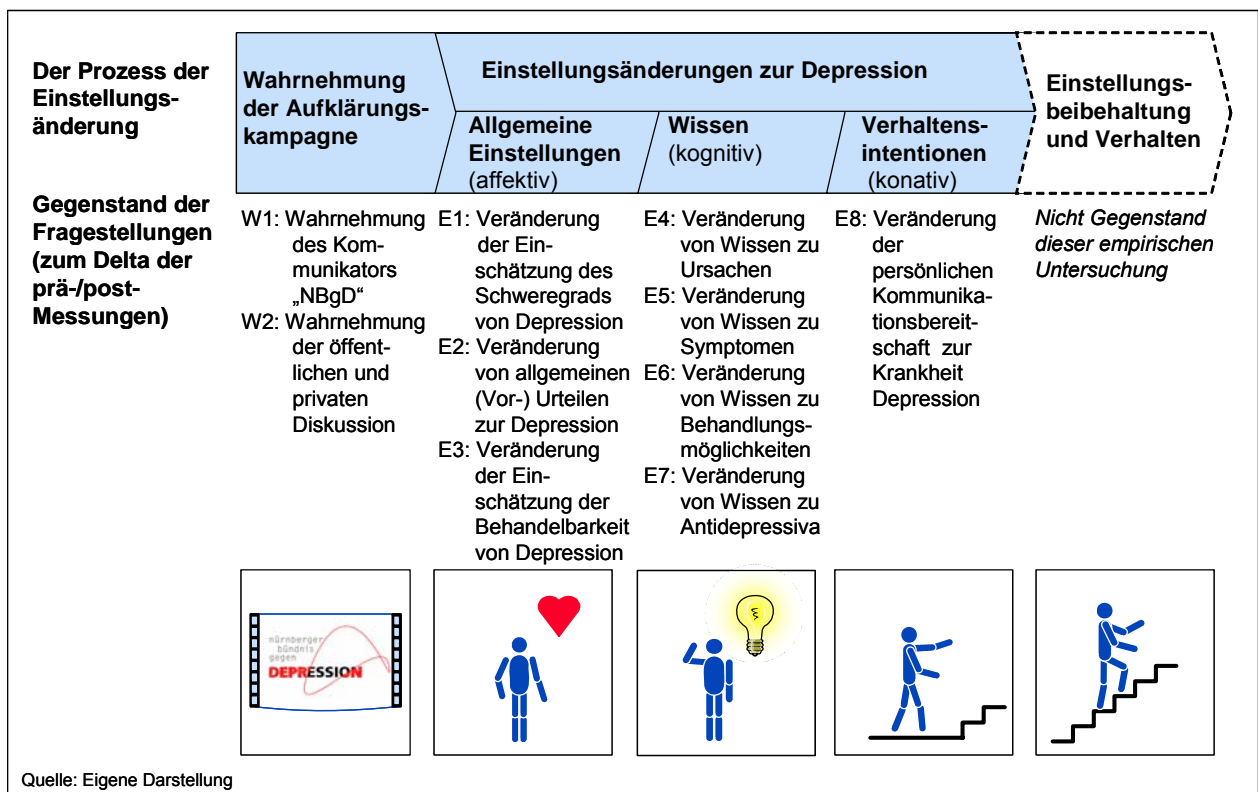 Der Prozess der
Einstellungs-
änderung
Wahrnehmung
der Aufklärungs-
kampagne
Einstellungsänderungen zur Depression
Allgemeine
Einstellungen
(affektiv)
Wissen
(kognitiv)
Verhaltens-
intentionen
(konativ)
Einstellungs-
beibehaltung
und Verhalten
Gegenstand der
Fragestellungen
(zum Delta der
prä-/post-
Messungen)
W1: Wahrnehmung
des Kom-
munikators
„NBgD“
W2: Wahrnehmung
der öffent-
lichen und
privaten
Diskussion
E1: Veränderung
der Ein-
schätzung des
Schweregrads
von Depression
E2: Veränderung
von allgemeinen
(Vor-) Urteilen
zur Depression
E3: Veränderung
der Ein-
schätzung der
Behandelbarkeit
von Depression
E4: Veränderung
von Wissen zu
Ursachen
E5: Veränderung
von Wissen zu
Symptomen
E6: Veränderung
von Wissen zu
Behandlungs-
möglichkeiten
E7: Veränderung
von Wissen zu
Antidepressiva
E8: Veränderung
der
persönlichen
Kommunika-
tionsbereit-
schaft zur
Krankheit
Depression
Nicht Gegenstand
dieser empirischen
Untersuchung
nürnberger
bündnis
gegen
DEPRESSION
Quelle: Eigene Darstellung